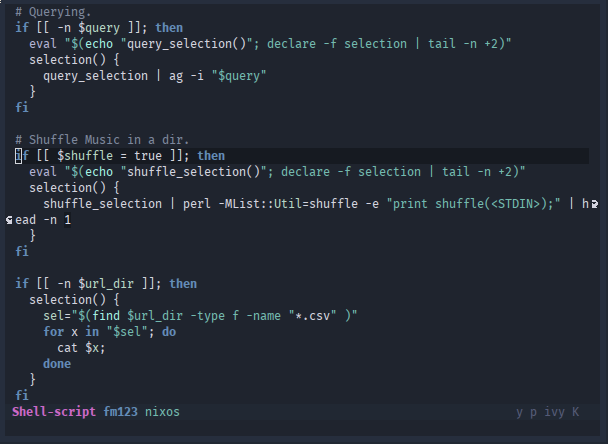 # Querying.
if [[ -n $query ]]; then
  eval "$(echo "query_selection()"; declare -f selection | tail -n +2)"
  selection() {
    query_selection | ag -i "$query"
  }
fi

# Shuffle Music in a dir.
if [[ $shuffle = true ]]; then
  eval "$(echo "shuffle_selection()"; declare -f selection | tail -n +2)"
  selection() {
    shuffle_selection | perl -MList::Util=shuffle -e "print shuffle(<STDIN>);" | h
ead -n 1
  }
fi

if [[ -n $url_dir ]]; then
  selection() {
    sel="$(find $url_dir -type f -name "*.csv" )"
    for x in "$sel"; do
      cat $x;
    done
  }
fi
Shell-script fm123 nixos y p ivy K